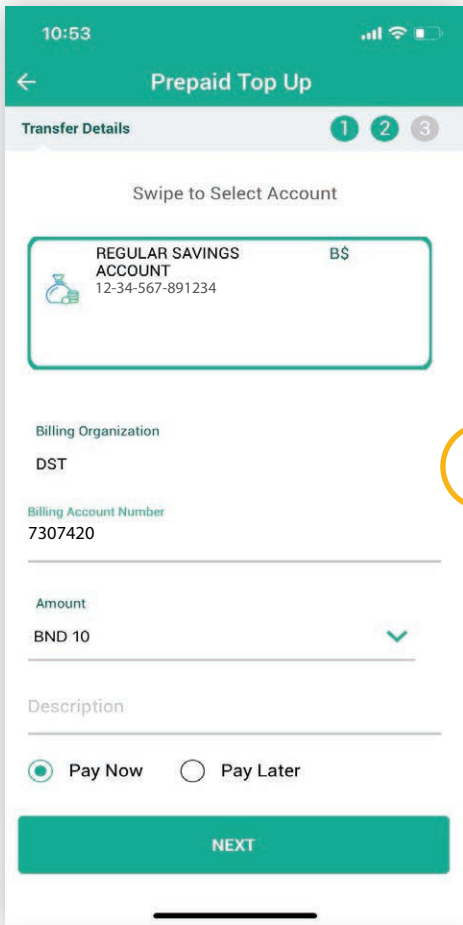 10:53
Prepaid Top Up
Transfer Details 1 2 3
Swipe to Select Account
REGULAR SAVINGS B$
ACCOUNT
12-34-567-891234
Billing Organization
DST
Billing Account Number
7307420
Amount
BND 10
Description
Pay Now Pay Later
NEXT